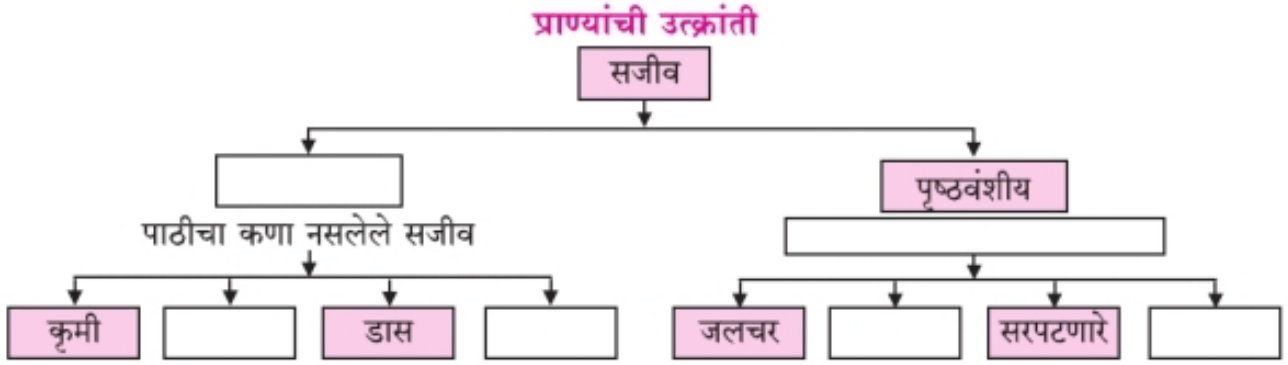 प्राण्यांची उत्क्रांती
सजीव
पृष्ठवंशीय
पाठीचा कणा नसलेले सजीव
कृमी डास जलचर सरपटणारे